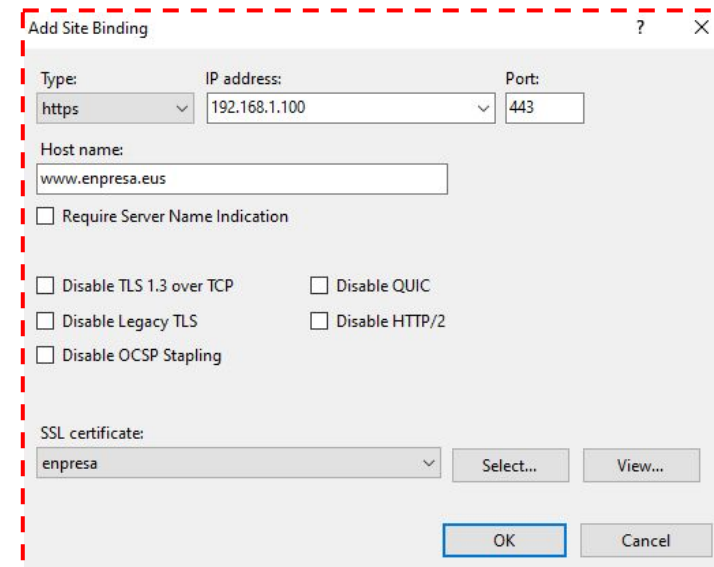 Add Site Binding ? X
Type: IP address: Port:
https 192.168.1.100 443
Host name:
www.enpresa.eus
Require Server Name Indication
Disable TLS 1.3 over TCP Disable QUIC
Disable Legacy TLS Disable HTTP/2
Disable OCSP Stapling
SSL certificate:
enpresa Select... View...
OK Cancel